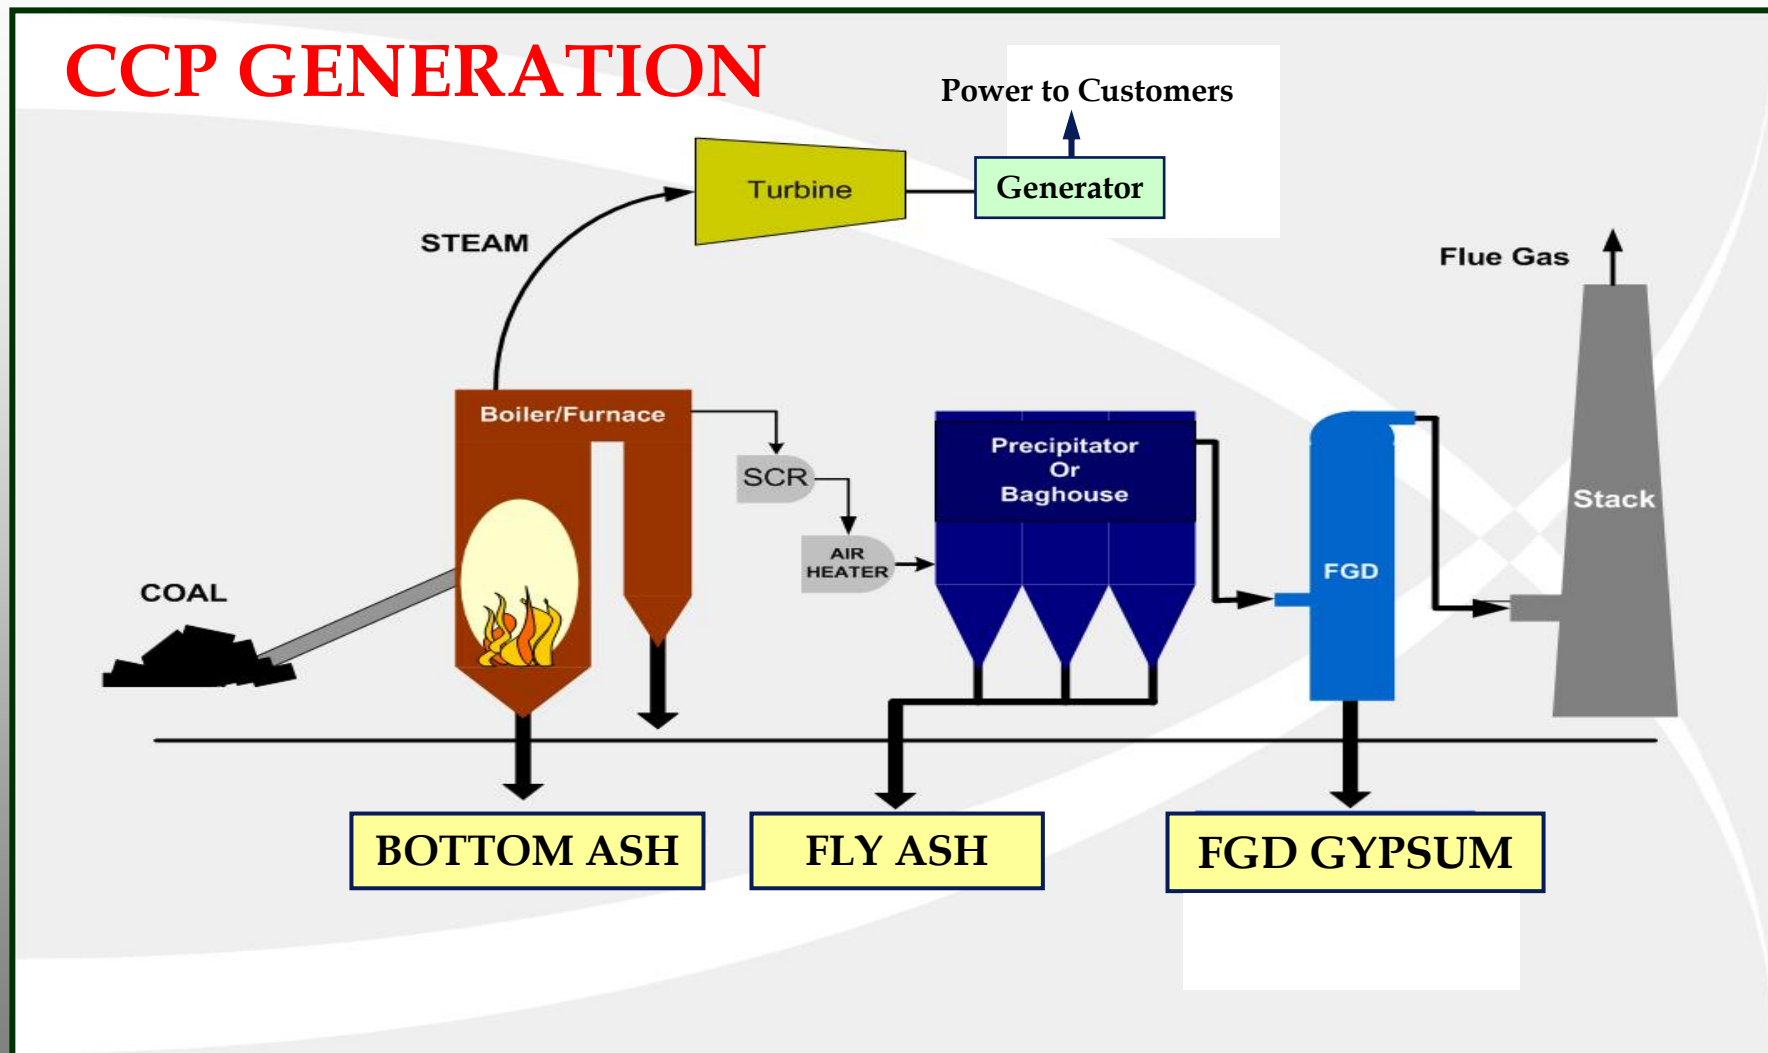 CCP GENERATION
Power to Customers
Turbine
Generator
STEAM
Flue Gas
Boiler/Furnace
SCR
Precipitator
Or
Baghouse
Stack
AIR
HEATER
FGD
COAL
BOTTOM ASH
FLY ASH
FGD GYPSUM